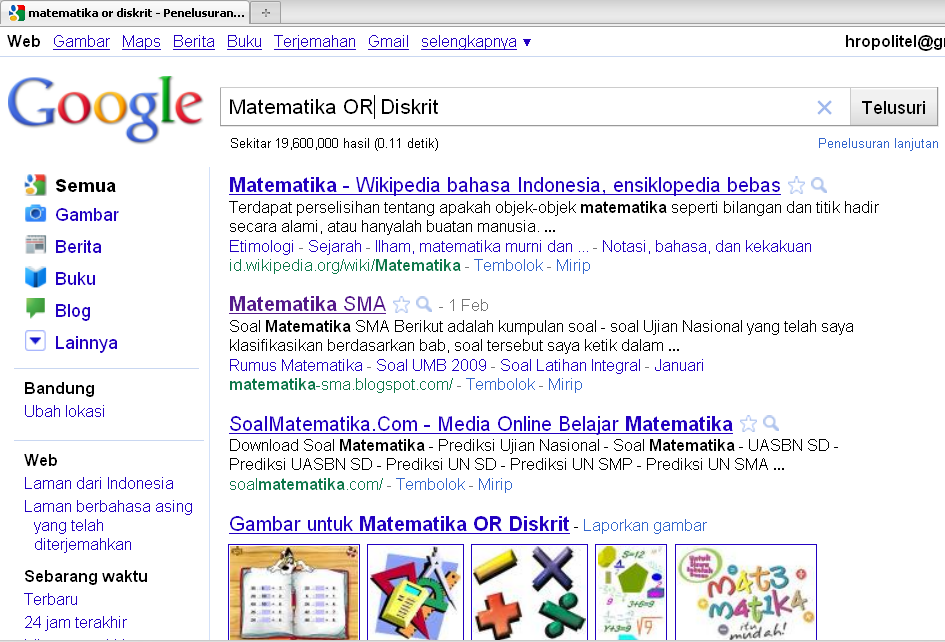 matematika or diskrit - Penelusuran...
Web Gambar Maps Berita Buku Terjemahan Gmail selengkapnya ▼
hropolitel@g
Google
Matematika OR Diskrit
Telusuri
Sekitar 19,600,000 hasil (0.11 detik)
Penelusuran lanjutan
Semua
Gambar
Berita
Buku
Blog
Lainnya
Bandung
Ubah lokasi
Web
Laman dari Indonesia
Laman berbahasa asing
yang telah
diterjemahkan
Sebarang waktu
Terbaru
24 jam terakhir
Matematika - Wikipedia bahasa Indonesia, ensiklopedia bebas
Terdapat perselisihan tentang apakah objek-objek matematika seperti bilangan dan titik hadir
secara alami, atau hanyalah buatan manusia. ...
Etimologi - Sejarah - Ilham, matematika murni dan ... - Notasi, bahasa, dan kekakuan
id.wikipedia.org/wiki/Matematika - Tembolok - Mirip
Matematika SMA - 1 Feb
Soal Matematika SMA Berikut adalah kumpulan soal - soal Ujian Nasional yang telah saya
klasifikasikan berdasarkan bab, soal tersebut saya ketik dalam ...
Rumus Matematika - Soal UMB 2009 - Soal Latihan Integral - Januari
matematika-sma.blogspot.com/ - Tembolok - Mirip
SoalMatematika.Com - Media Online Belajar Matematika
Download Soal Matematika - Prediksi Ujian Nasional - Soal Matematika - UASBN SD -
Prediksi UASBN SD - Prediksi UN SD - Prediksi UN SMP - Prediksi UN SMA ...
soalmatematika.com/ - Tembolok - Mirip
Gambar untuk Matematika OR Diskrit - Laporkan gambar
S=12
3+6=9
mat3
matika
itu
mudah!